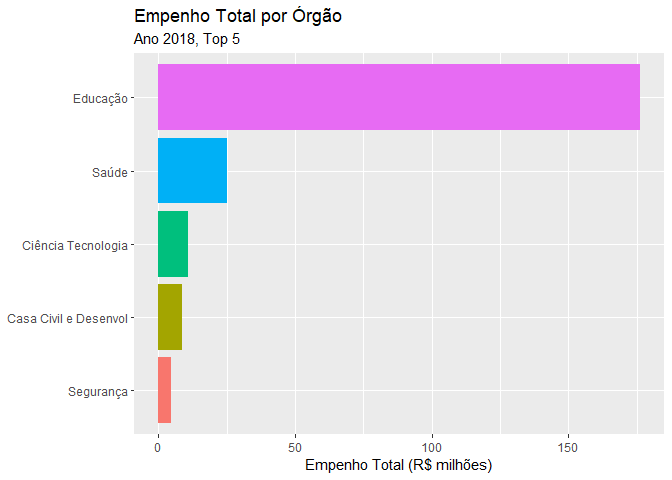 Empenho Total por Órgão
Ano 2018, Top 5
Educação
Saúde
Ciência Tecnologia
Casa Civil e Desenvol
Segurança
0 50 100 150
Empenho Total (R$ milhões)